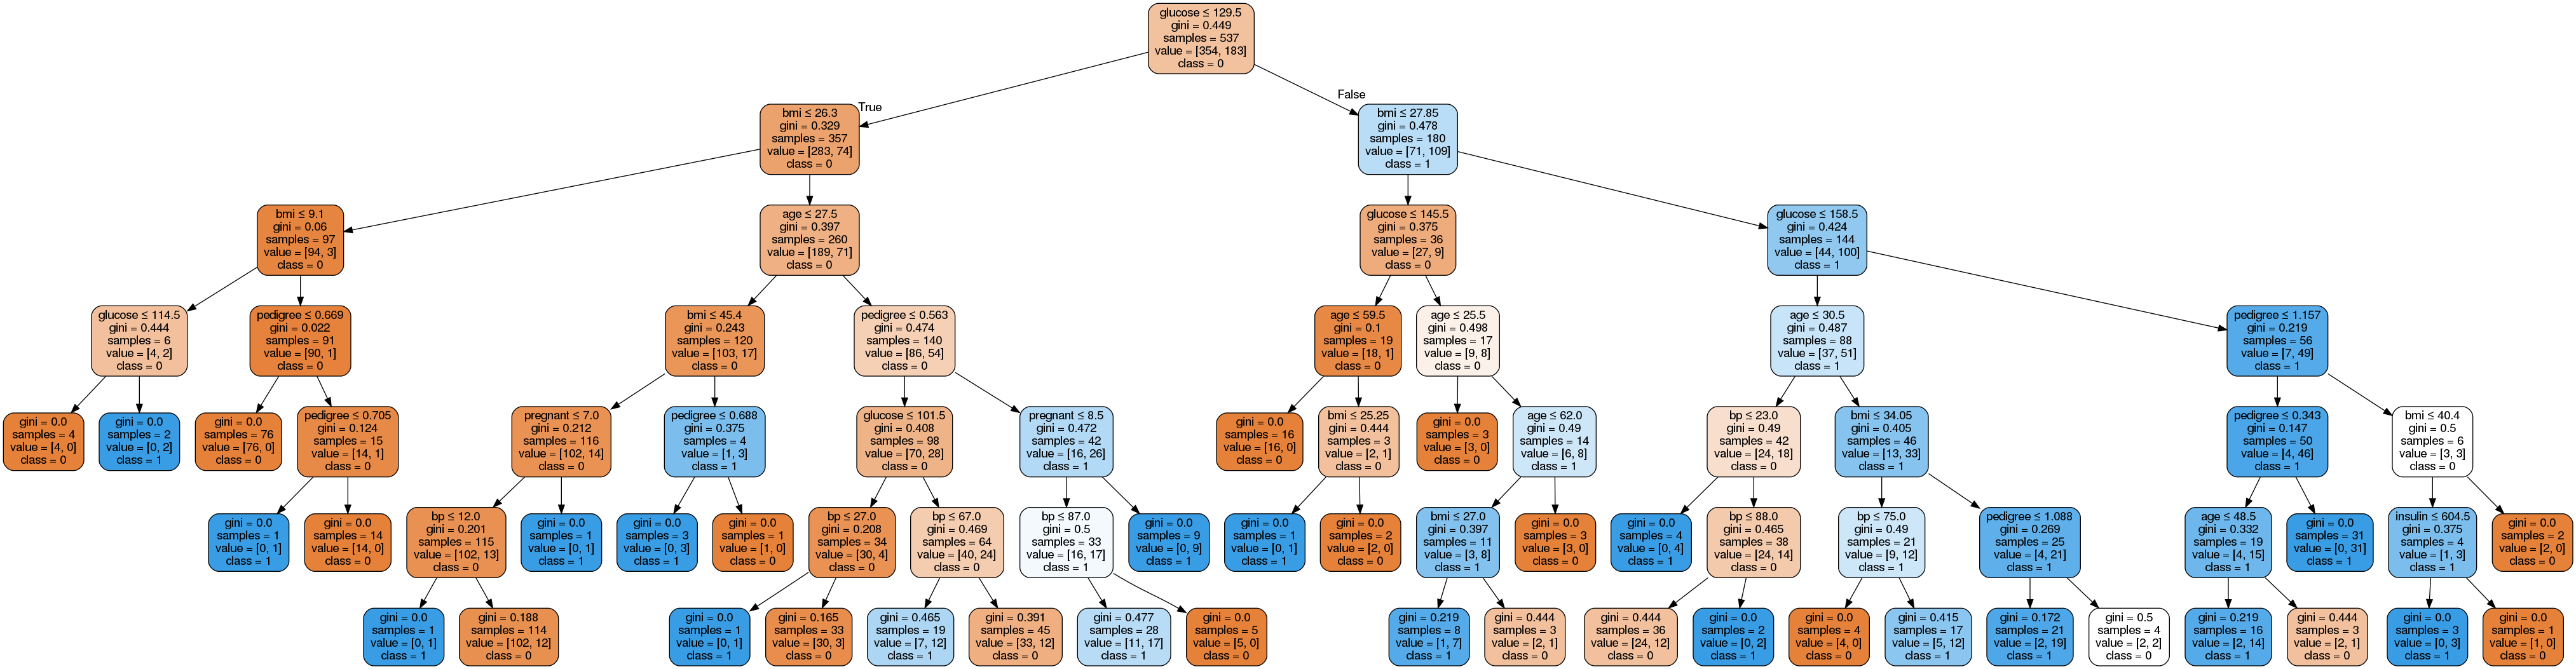 glucose ≤ 129.5
gini = 0.449
samples = 537
value = [354, 183]
class = 0
True
False
bmi ≤ 26.3
gini = 0.329
samples = 357
value = [283, 74]
class = 0
bmi ≤ 27.85
gini = 0.478
samples = 180
value = [71, 109]
class = 1
bmi ≤ 9.1
gini = 0.06
samples = 97
value = [94, 3]
class = 0
age ≤ 27.5
gini = 0.397
samples = 260
value = [189, 71]
class = 0
glucose ≤ 145.5
gini = 0.375
samples = 36
value = [27, 9]
class = 0
glucose ≤ 158.5
gini = 0.424
samples = 144
value = [44, 100]
class = 1
glucose ≤ 114.5
gini = 0.444
samples = 6
value = [4, 2]
class = 0
pedigree ≤ 0.669
gini = 0.022
samples = 91
value = [90, 1]
class = 0
bmi ≤ 45.4
gini = 0.243
samples = 120
value = [103, 17]
class = 0
pedigree ≤ 0.563
gini = 0.474
samples = 140
value = [86, 54]
class = 0
age ≤ 59.5
gini = 0.1
samples = 19
value = [18, 1]
class = 0
age ≤ 25.5
gini = 0.498
samples = 17
value = [9, 8]
class = 0
age ≤ 30.5
gini = 0.487
samples = 88
value = [37, 51]
class = 1
pedigree ≤ 1.157
gini = 0.219
samples = 56
value = [7, 49]
class = 1
gini = 0.0
samples = 4
value = [4, 0]
class = 0
gini = 0.0
samples = 2
value = [0, 2]
class = 1
gini = 0.0
samples = 76
value = [76, 0]
class = 0
pedigree ≤ 0.705
gini = 0.124
samples = 15
value = [14, 1]
class = 0
pregnant ≤ 7.0
gini = 0.212
samples = 116
value = [102, 14]
class = 0
pedigree ≤ 0.688
gini = 0.375
samples = 4
value = [1, 3]
class = 1
glucose ≤ 101.5
gini = 0.408
samples = 98
value = [70, 28]
class = 0
pregnant ≤ 8.5
gini = 0.472
samples = 42
value = [16, 26]
class = 1
gini = 0.0
samples = 16
value = [16, 0]
class = 0
bmi ≤ 25.25
gini = 0.444
samples = 3
value = [2, 1]
class = 0
gini = 0.0
samples = 3
value = [3, 0]
class = 0
age ≤ 62.0
gini = 0.49
samples = 14
value = [6, 8]
class = 1
bp ≤ 23.0
gini = 0.49
samples = 42
value = [24, 18]
class = 0
bmi ≤ 34.05
gini = 0.405
samples = 46
value = [13, 33]
class = 1
pedigree ≤ 0.343
gini = 0.147
samples = 50
value = [4, 46]
class = 1
bmi ≤ 40.4
gini = 0.5
samples = 6
value = [3, 3]
class = 0
gini = 0.0
samples = 1
value = [0, 1]
class = 1
gini = 0.0
samples = 14
value = [14, 0]
class = 0
bp ≤ 12.0
gini = 0.201
samples = 115
value = [102, 13]
class = 0
gini = 0.0
samples = 1
value = [0, 1]
class = 1
gini = 0.0
samples = 3
value = [0, 3]
class = 1
gini = 0.0
samples = 1
value = [1, 0]
class = 0
bp ≤ 27.0
gini = 0.208
samples = 34
value = [30, 4]
class = 0
bp ≤ 67.0
gini = 0.469
samples = 64
value = [40, 24]
class = 0
bp ≤ 87.0
gini = 0.5
samples = 33
value = [16, 17]
class = 1
gini = 0.0
samples = 9
value = [0, 9]
class = 1
gini = 0.0
samples = 1
value = [0, 1]
class = 1
gini = 0.0
samples = 2
value = [2, 0]
class = 0
bmi ≤ 27.0
gini = 0.397
samples = 11
value = [3, 8]
class = 1
gini = 0.0
samples = 3
value = [3, 0]
class = 0
gini = 0.0
samples = 4
value = [0, 4]
class = 1
bp ≤ 88.0
gini = 0.465
samples = 38
value = [24, 14]
class = 0
bp ≤ 75.0
gini = 0.49
samples = 21
value = [9, 12]
class = 1
pedigree ≤ 1.088
gini = 0.269
samples = 25
value = [4, 21]
class = 1
age ≤ 48.5
gini = 0.332
samples = 19
value = [4, 15]
class = 1
gini = 0.0
samples = 31
value = [0, 31]
class = 1
insulin ≤ 604.5
gini = 0.375
samples = 4
value = [1, 3]
class = 1
gini = 0.0
samples = 2
value = [2, 0]
class = 0
gini = 0.0
samples = 1
value = [0, 1]
class = 1
gini = 0.188
samples = 114
value = [102, 12]
class = 0
gini = 0.0
samples = 1
value = [0, 1]
class = 1
gini = 0.165
samples = 33
value = [30, 3]
class = 0
gini = 0.465
samples = 19
value = [7, 12]
class = 1
gini = 0.391
samples = 45
value = [33, 12]
class = 0
gini = 0.477
samples = 28
value = [11, 17]
class = 1
gini = 0.0
samples = 5
value = [5, 0]
class = 0
gini = 0.219
samples = 8
value = [1, 7]
class = 1
gini = 0.444
samples = 3
value = [2, 1]
class = 0
gini = 0.444
samples = 36
value = [24, 12]
class = 0
gini = 0.0
samples = 2
value = [0, 2]
class = 1
gini = 0.0
samples = 4
value = [4, 0]
class = 0
gini = 0.415
samples = 17
value = [5, 12]
class = 1
gini = 0.172
samples = 21
value = [2, 19]
class = 1
gini = 0.5
samples = 4
value = [2, 2]
class = 0
gini = 0.219
samples = 16
value = [2, 14]
class = 1
gini = 0.444
samples = 3
value = [2, 1]
class = 0
gini = 0.0
samples = 3
value = [0, 3]
class = 1
gini = 0.0
samples = 1
value = [1, 0]
class = 0